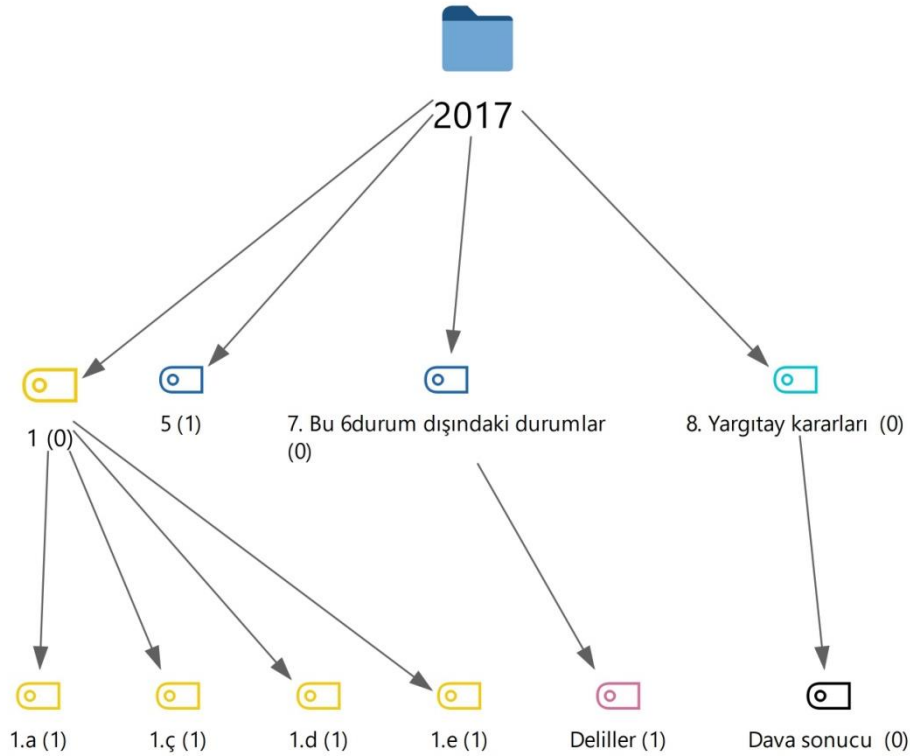 2017
1 (0)
5 (1)
7. Bu 6durum dışındaki durumlar
(0)
8. Yargıtay kararları (0)
1.a (1)
1.ç (1)
1.d (1)
1.e (1)
Deliller (1)
Dava sonucu (0)